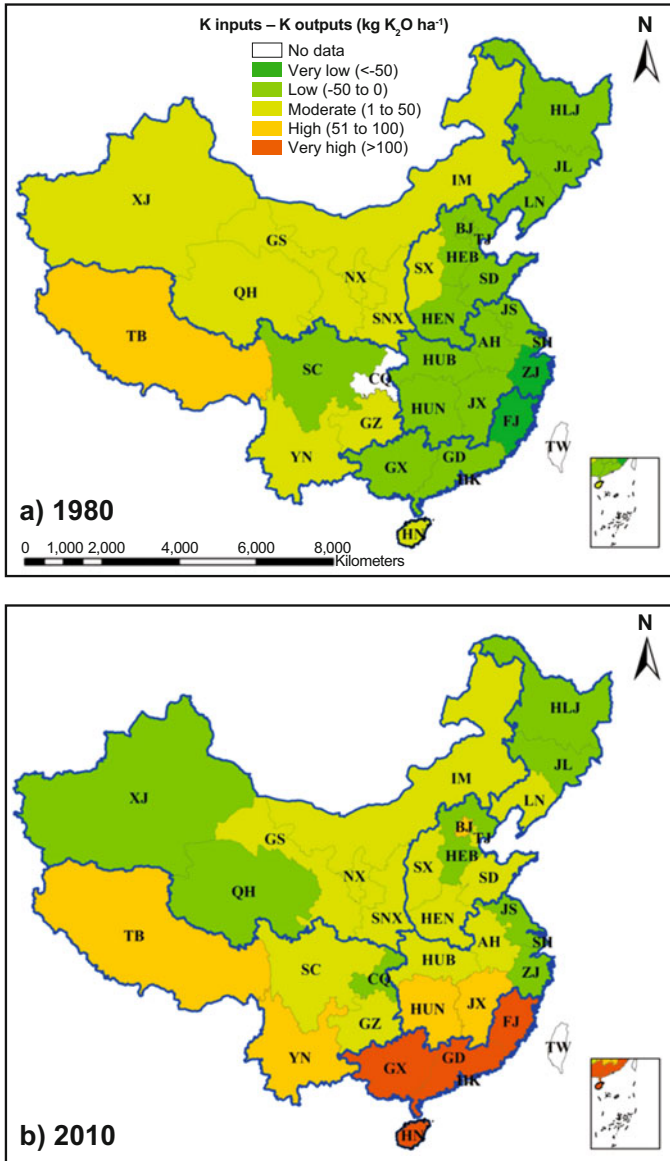 K inputs – K outputs (kg K₂O ha⁻¹)
No data
Very low (<-50)
Low (-50 to 0)
Moderate (1 to 50)
High (51 to 100)
Very high (>100)
N
HLJ
JL
LN
IM
XJ
GS
BJ
TJ
HEB
SX
NX
QH
SD
SNX
HEN
JS
TB
AH
SH
HUB
SC
CQ
ZJ
HUN
JX
GZ
FJ
YN
GD
TW
GX
HK
HN
a) 1980
0 1,000 2,000 4,000 6,000 8,000
Kilometers
N
HLJ
JL
XJ
IM
LN
GS
BJ
TJ
HEB
SX
NX
SD
QH
SNX
HEN
JS
TB
AH
SH
HUB
SC
CQ
ZJ
HUN
JX
GZ
FJ
YN
GD
TW
GX
HK
HN
b) 2010